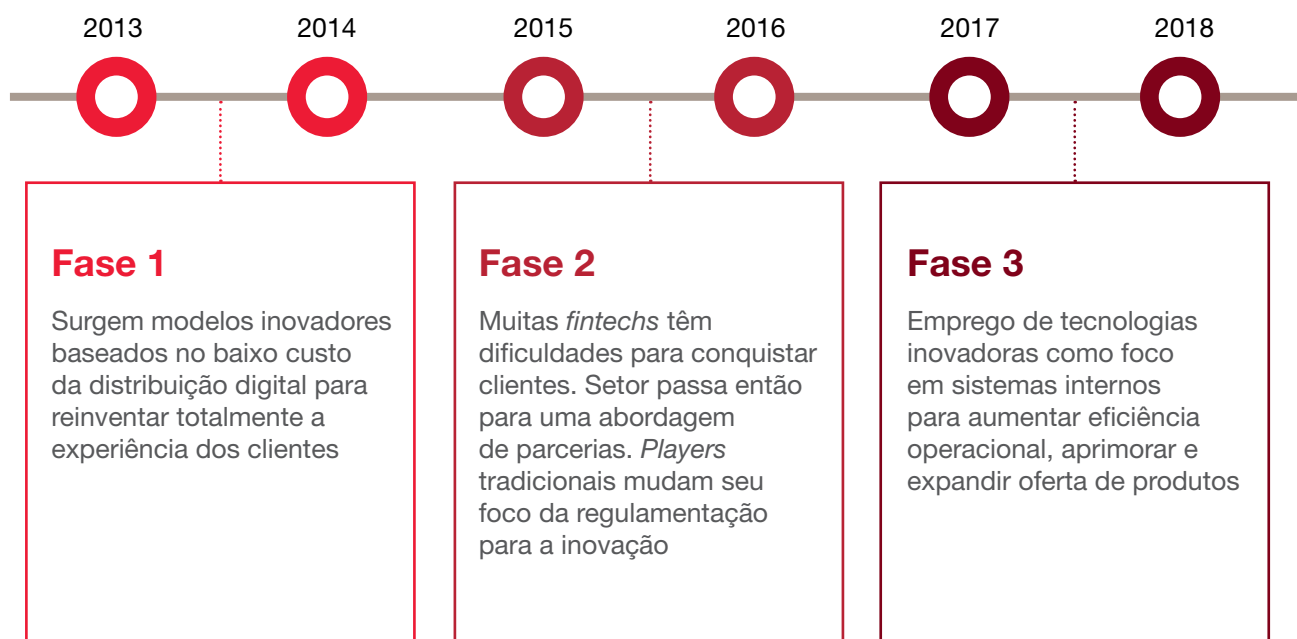 2013
2014
2015
2016
2017
2018
Fase 1
Surgem modelos inovadores
baseados no baixo custo
da distribuição digital para
reinventar totalmente a
experiência dos clientes
Fase 2
Muitas fintechs têm
dificuldades para conquistar
clientes. Setor passa então
para uma abordagem
de parcerias. Players
tradicionais mudam seu
foco da regulamentação
para a inovação
Fase 3
Emprego de tecnologias
inovadoras como foco
em sistemas internos
para aumentar eficiência
operacional, aprimorar e
expandir oferta de produtos